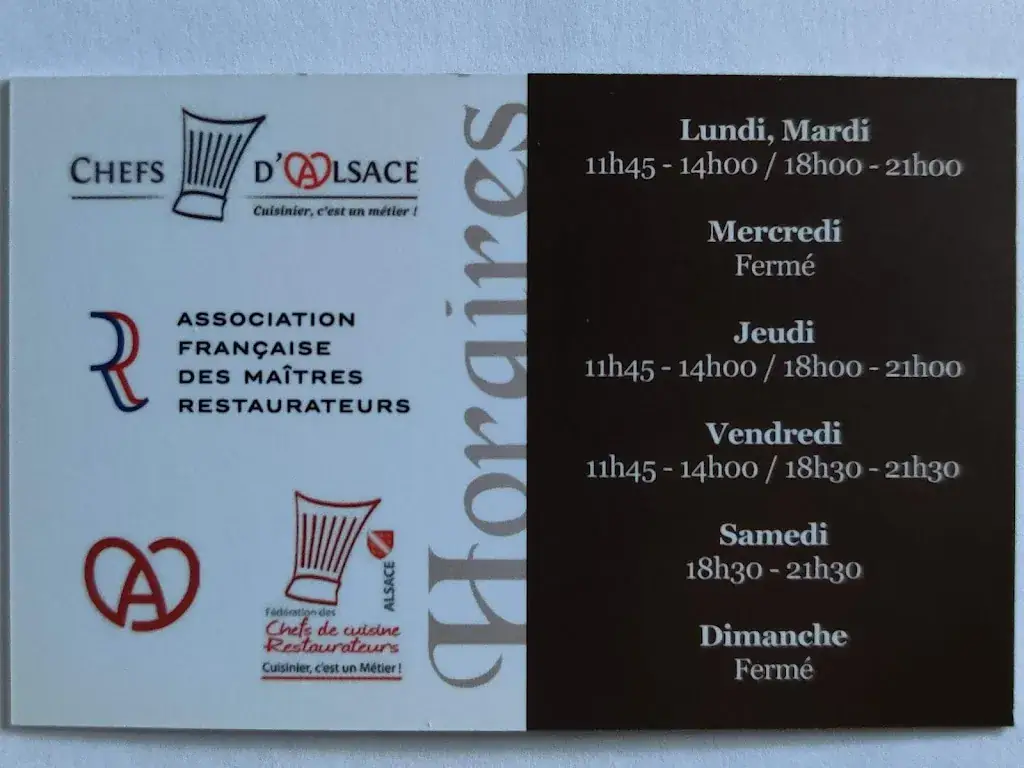 CHEFS D'ALSACE
Cuisinier, c'est un métier !
ASSOCIATION
FRANÇAISE
DES MAÎTRES
RESTAURATEURS
A
ALSACE
Fédération des
Chefs de cuisine
Restaurateurs
Cuisinier, c'est un Métier !
Horaires
Lundi, Mardi
11h45 - 14h00 / 18h00 - 21h00
Mercredi
Fermé
Jeudi
11h45 - 14h00 / 18h00 - 21h00
Vendredi
11h45 - 14h00 / 18h30 - 21h30
Samedi
18h30 - 21h30
Dimanche
Fermé